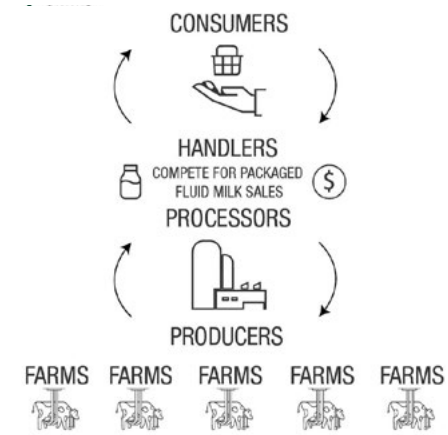 CONSUMERS
HANDLERS
COMPETE FOR PACKAGED
FLUID MILK SALES
$
PROCESSORS
PRODUCERS
FARMS FARMS FARMS FARMS FARMS